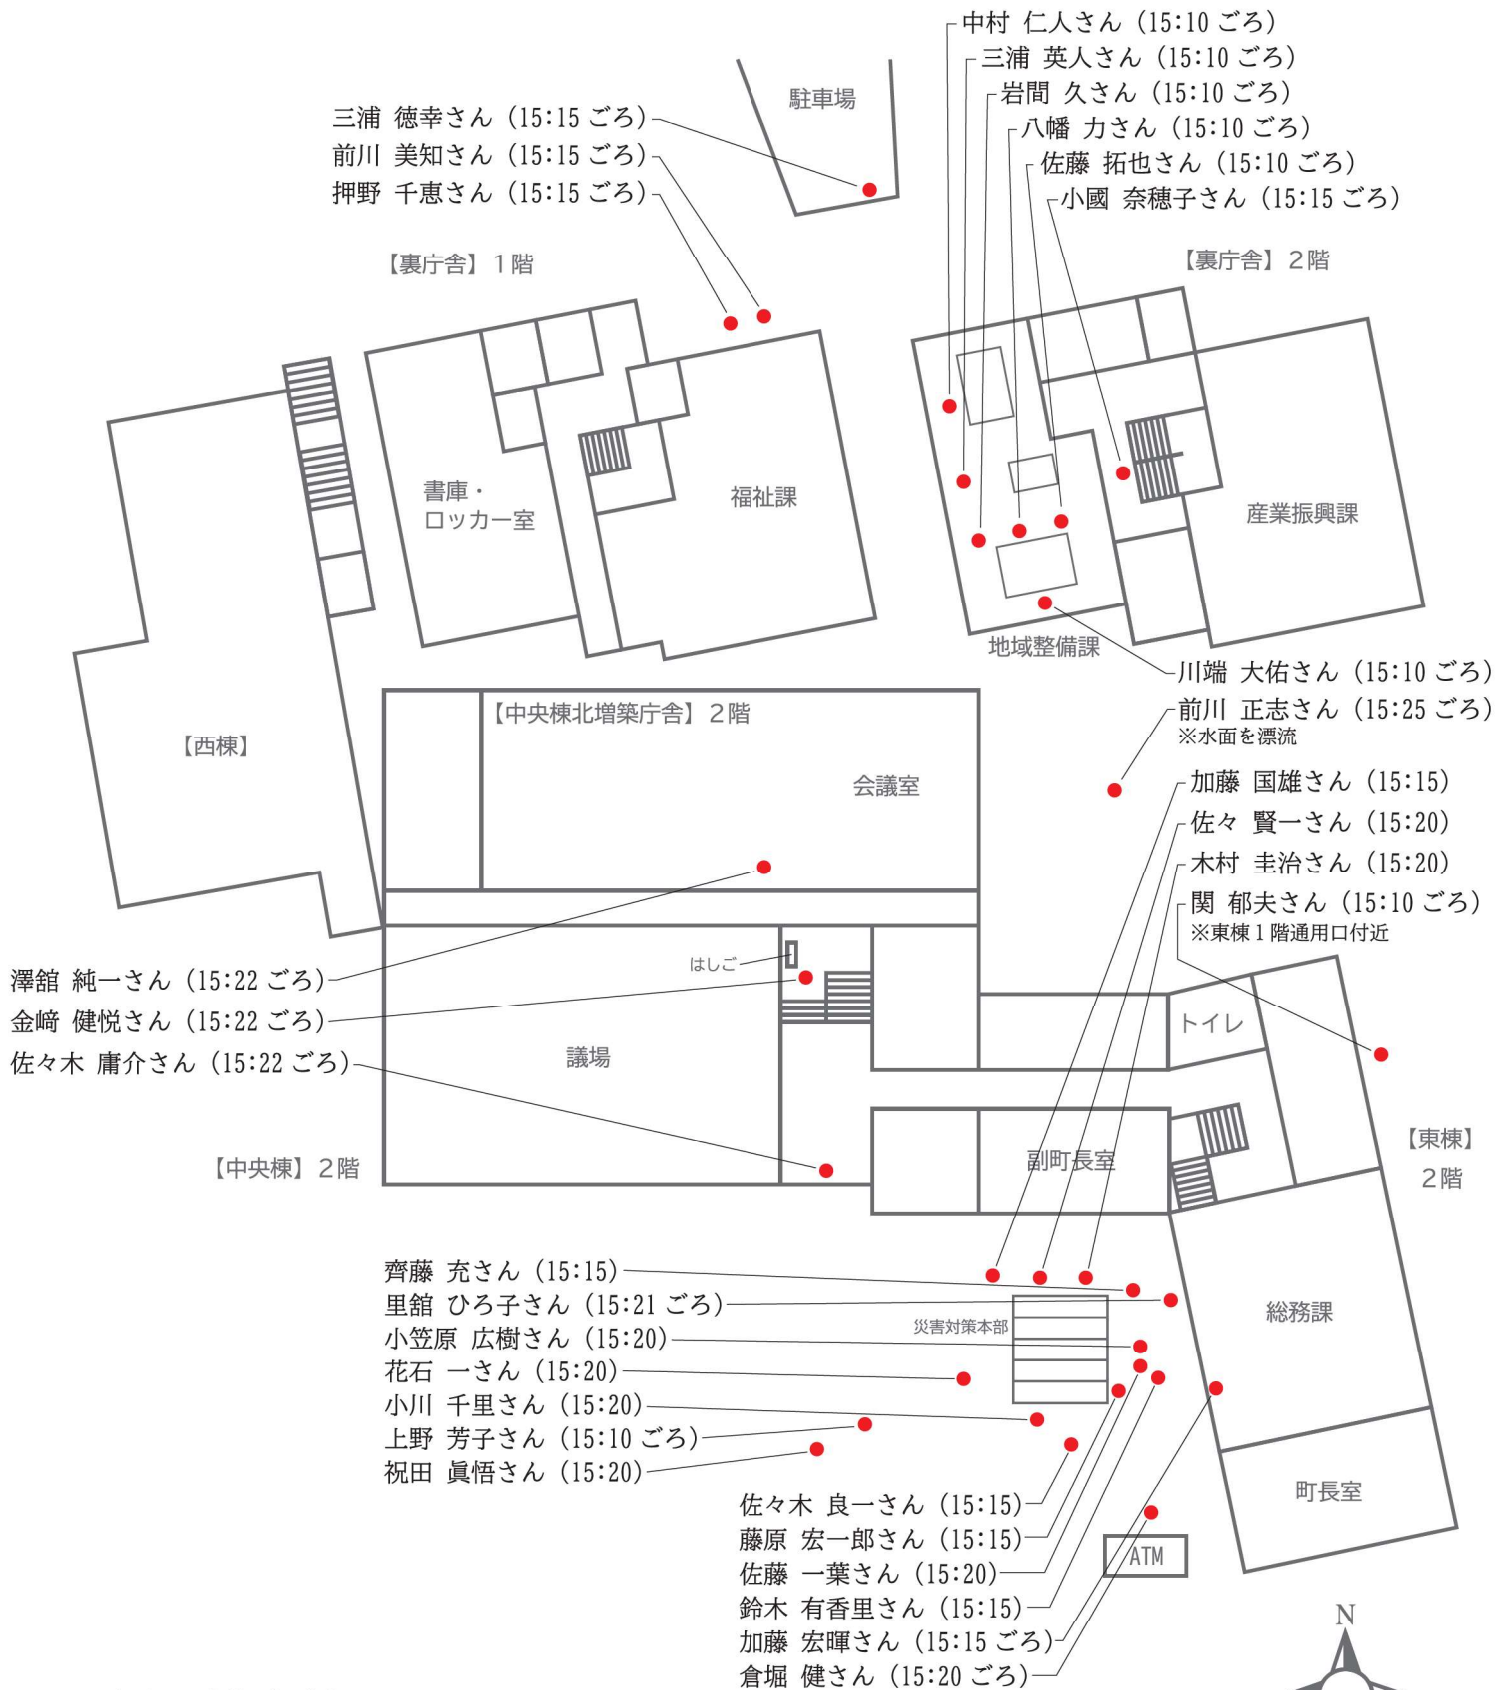 中村 仁人さん（15:10 ごろ）
三浦 英人さん（15:10 ごろ）
岩間 久さん（15:10 ごろ）
八幡 力さん（15:10 ごろ）
佐藤 拓也さん（15:10 ごろ）
小國 奈穂子さん（15:15 ごろ）
駐車場
三浦 徳幸さん（15:15 ごろ）
前川 美知さん（15:15 ごろ）
押野 千恵さん（15:15 ごろ）
【裏庁舎】１階
【裏庁舎】２階
書庫・
ロッカー室
福祉課
産業振興課
地域整備課
川端 大佑さん（15:10 ごろ）
前川 正志さん（15:25 ごろ）
※水面を漂流
【西棟】
【中央棟北増築庁舎】２階
会議室
加藤 国雄さん（15:15）
佐々 賢一さん（15:20）
木村 圭治さん（15:20）
関 郁夫さん（15:10 ごろ）
※東棟１階通用口付近
はしご
澤舘 純一さん（15:22 ごろ）
金﨑 健悦さん（15:22 ごろ）
佐々木 庸介さん（15:22 ごろ）
議場
トイレ
【中央棟】２階
副町長室
【東棟】
２階
齊藤 充さん（15:15）
里舘 ひろ子さん（15:21 ごろ）
小笠原 広樹さん（15:20）
花石 一さん（15:20）
小川 千里さん（15:20）
上野 芳子さん（15:10 ごろ）
祝田 眞悟さん（15:20）
災害対策本部
総務課
町長室
佐々木 良一さん（15:15）
藤原 宏一郎さん（15:15）
佐藤 一葉さん（15:20）
鈴木 有香里さん（15:15）
加藤 宏暉さん（15:15 ごろ）
倉堀 健さん（15:20 ごろ）
ATM
N